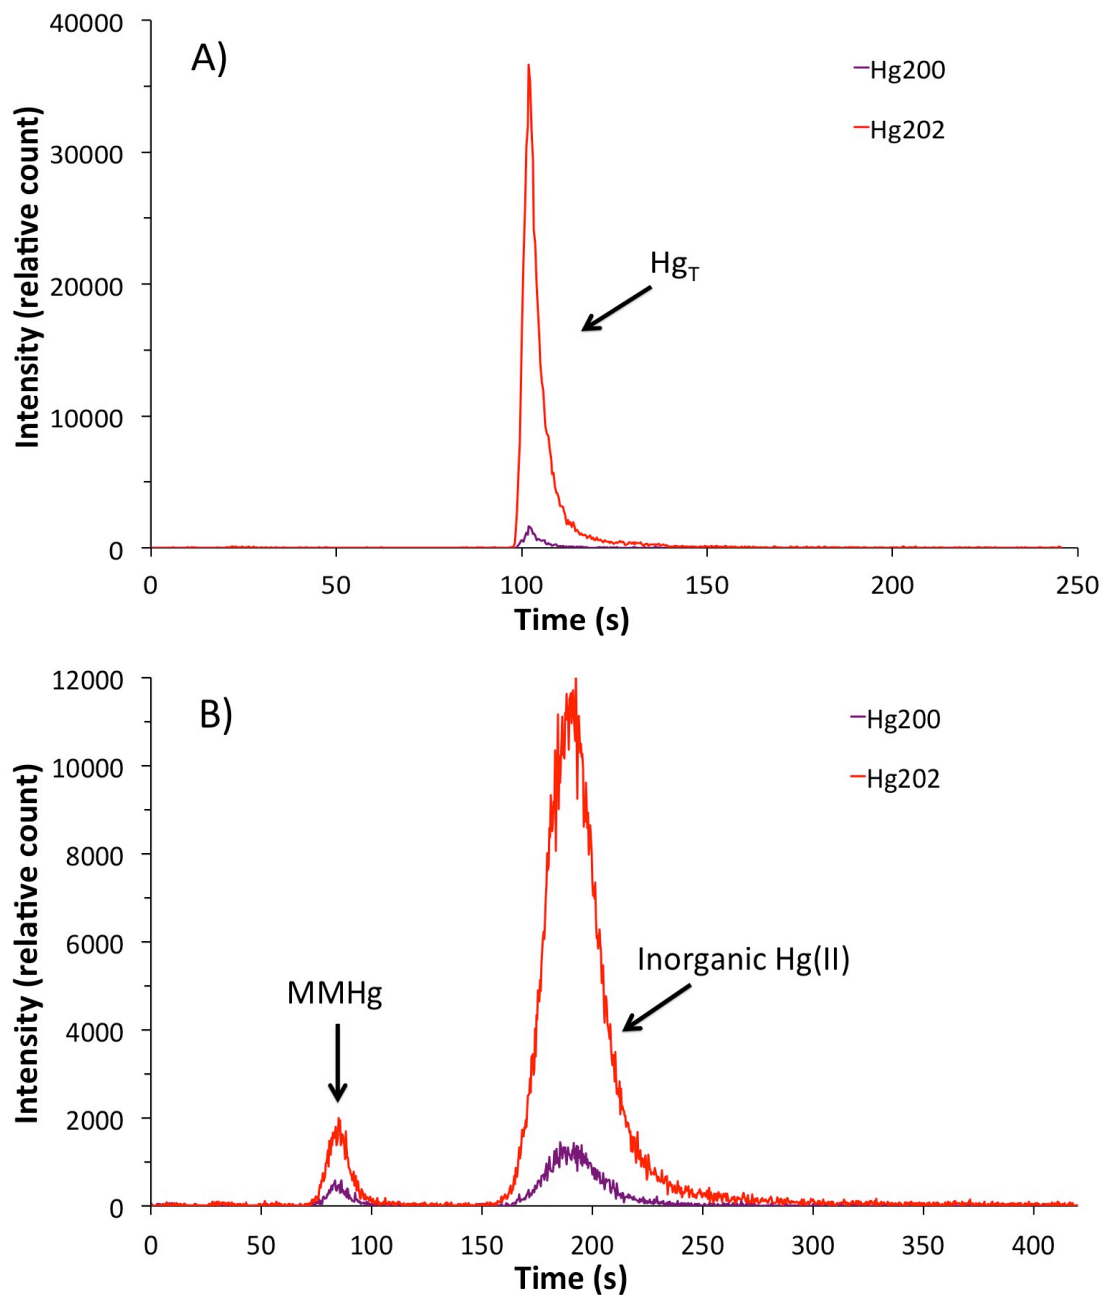 A)
Hg200
Hg202
Hg_T
Intensity (relative count)
40000
30000
20000
10000
0
0 50 100 150 200 250
Time (s)
B)
Hg200
Hg202
MMHg
Inorganic Hg(II)
Intensity (relative count)
12000
10000
8000
6000
4000
2000
0
0 50 100 150 200 250 300 350 400
Time (s)